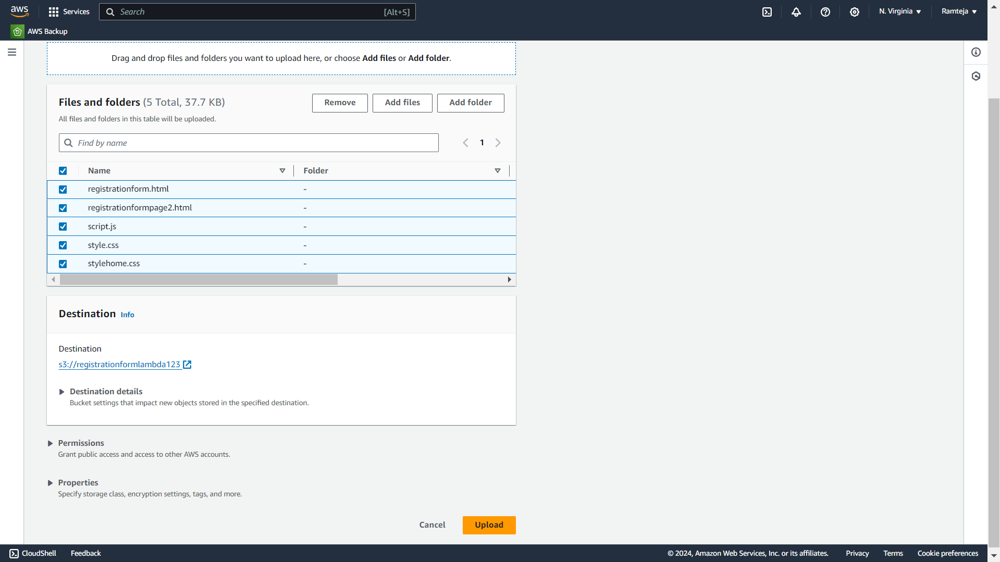 aws
Services
Search
[Alt+S]
N. Virginia
Ramteja
AWS Backup
Drag and drop files and folders you want to upload here, or choose Add files or Add folder.
Files and folders (5 Total, 37.7 KB)
Remove
Add files
Add folder
All files and folders in this table will be uploaded.
Find by name
1
Name
Folder
registrationform.html
-
registrationformpage2.html
-
script.js
-
style.css
-
stylehome.css
-
Destination Info
Destination
s3://registrationformlambda123
Destination details
Bucket settings that impact new objects stored in the specified destination.
Permissions
Grant public access and access to other AWS accounts.
Properties
Specify storage class, encryption settings, tags, and more.
Cancel
Upload
CloudShell
Feedback
© 2024, Amazon Web Services, Inc. or its affiliates.
Privacy
Terms
Cookie preferences